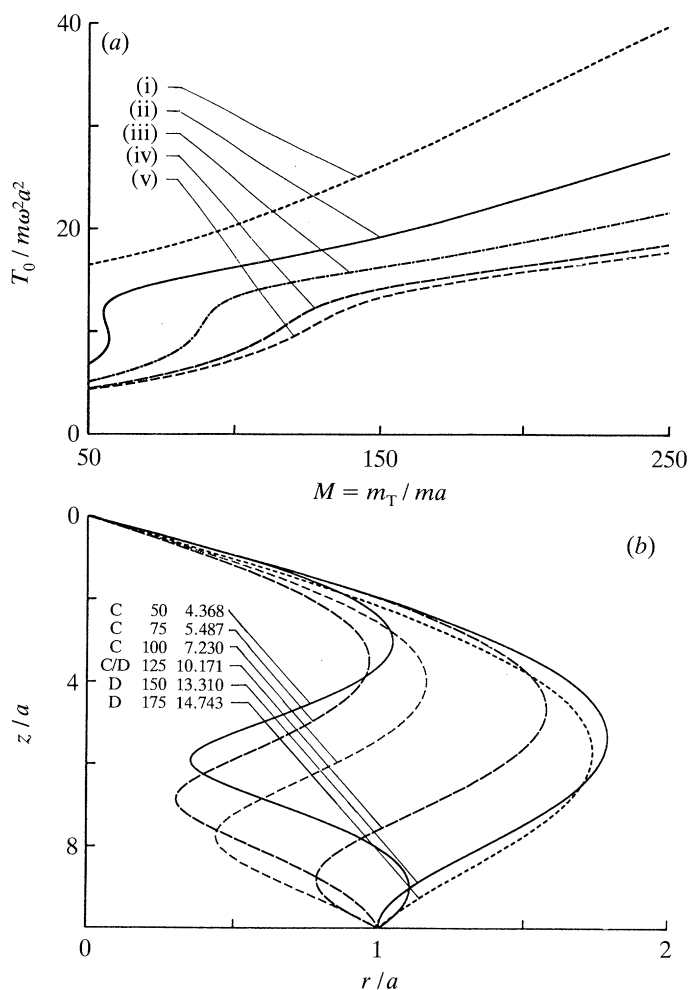 40
(a)
(i)
(ii)
(iii)
(iv)
(v)
20
T₀ / mω²a²
0
50
150
250
M = m_T / ma
0
(b)
C 50 4.368
C 75 5.487
C 100 7.230
C/D 125 10.171
D 150 13.310
D 175 14.743
4
z / a
8
0
1
2
r / a